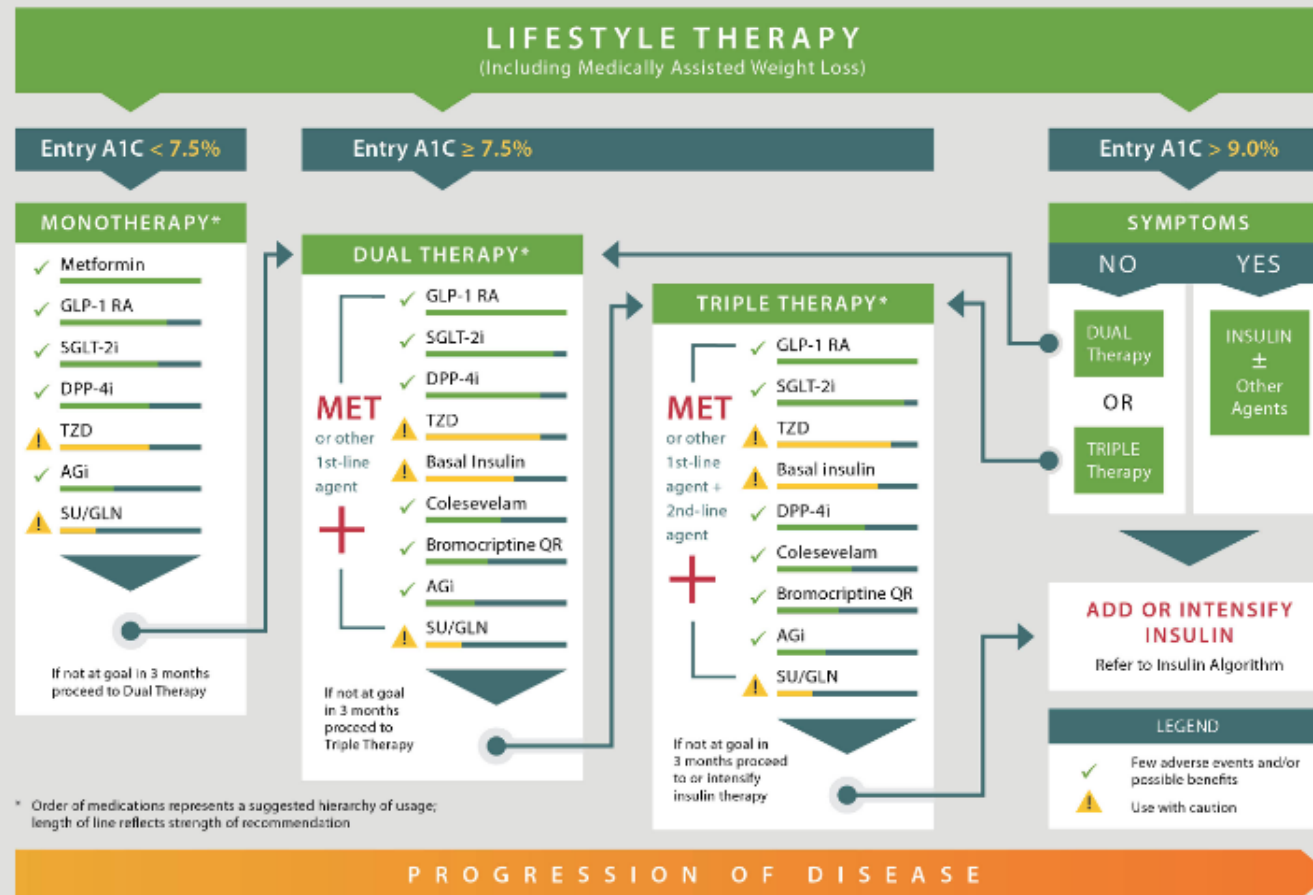 LIFESTYLE THERAPY
(Including Medically Assisted Weight Loss)
Entry A1C < 7.5%
MONOTHERAPY*
Metformin
GLP-1 RA
SGLT-2i
DPP-4i
TZD
AGi
SU/GLN
If not at goal in 3 months
proceed to Dual Therapy
Entry A1C ≥ 7.5%
DUAL THERAPY*
MET
or other
1st-line
agent
+
GLP-1 RA
SGLT-2i
DPP-4i
TZD
Basal Insulin
Colesevelam
Bromocriptine QR
AGi
SU/GLN
If not at goal
in 3 months
proceed to
Triple Therapy
TRIPLE THERAPY*
MET
or other
1st-line
agent +
2nd-line
agent
+
GLP-1 RA
SGLT-2i
TZD
Basal insulin
DPP-4i
Colesevelam
Bromocriptine QR
AGi
SU/GLN
If not at goal in
3 months proceed
to or intensify
insulin therapy
Entry A1C > 9.0%
SYMPTOMS
NO
YES
DUAL
Therapy
OR
TRIPLE
Therapy
INSULIN
±
Other
Agents
ADD OR INTENSIFY
INSULIN
Refer to Insulin Algorithm
LEGEND
Few adverse events and/or
possible benefits
Use with caution
* Order of medications represents a suggested hierarchy of usage;
length of line reflects strength of recommendation
PROGRESSION OF DISEASE